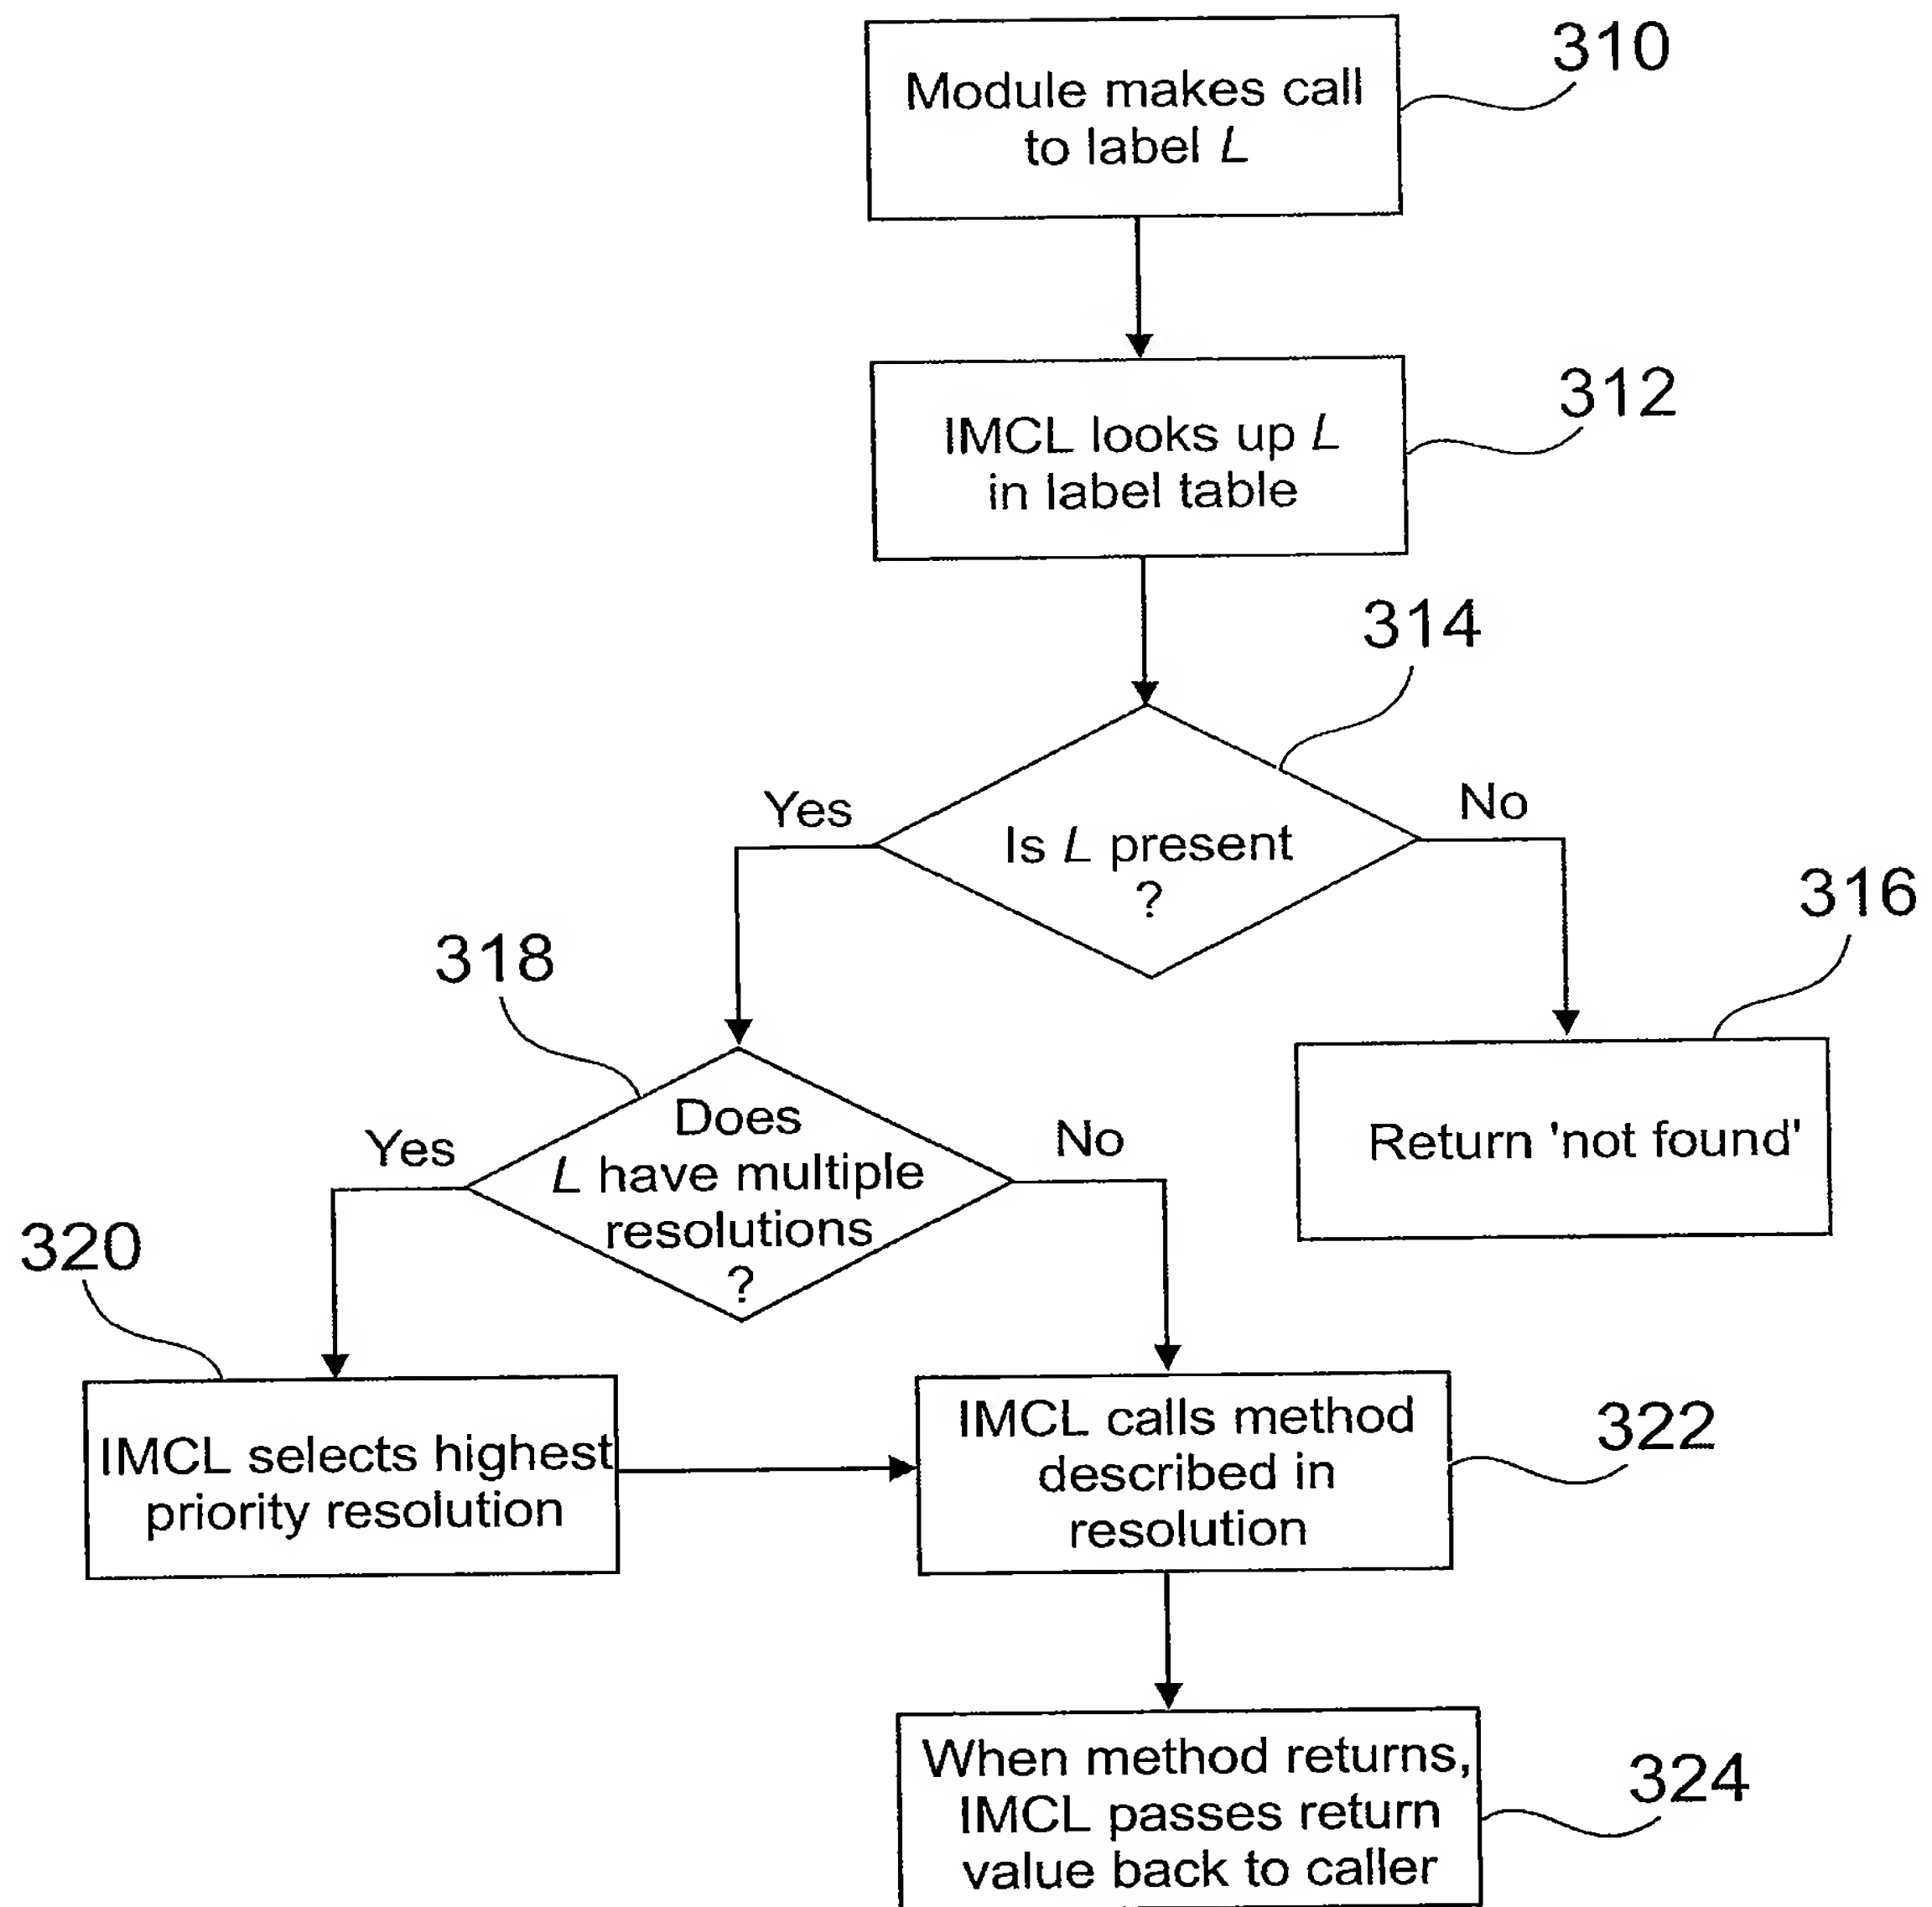 310
Module makes call
to label L
312
IMCL looks up L
in label table
314
Yes
No
Is L present
?
316
318
Return 'not found'
Does
L have multiple
resolutions
?
Yes
No
320
IMCL selects highest
priority resolution
IMCL calls method
described in
resolution
322
When method returns,
IMCL passes return
value back to caller
324